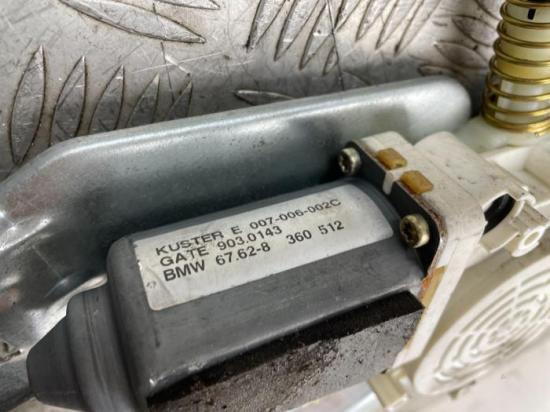 KUSTER E 007-006-002C
GATE 903.0143
BMW 67.62-8 360 512